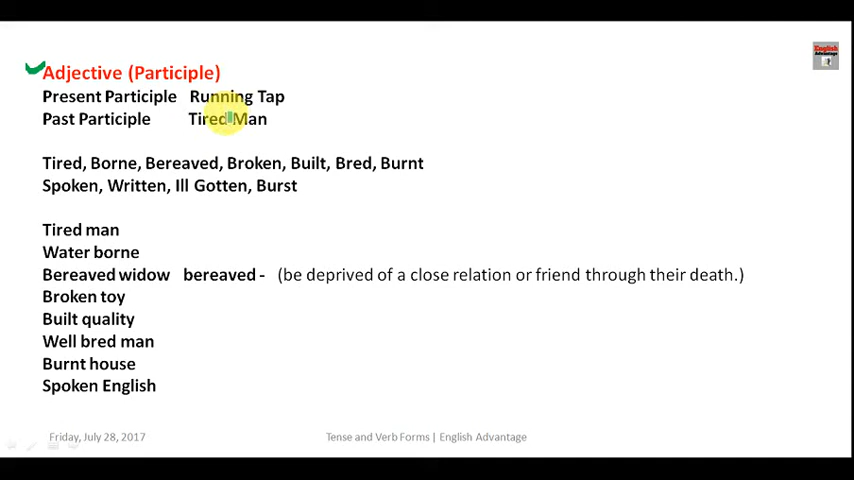 English
Advantage
Adjective (Participle)
Present Participle Running Tap
Past Participle Tired Man
Tired, Borne, Bereaved, Broken, Built, Bred, Burnt
Spoken, Written, Ill Gotten, Burst
Tired man
Water borne
Bereaved widow bereaved - (be deprived of a close relation or friend through their death.)
Broken toy
Built quality
Well bred man
Burnt house
Spoken English
Friday, July 28, 2017 Tense and Verb Forms | English Advantage